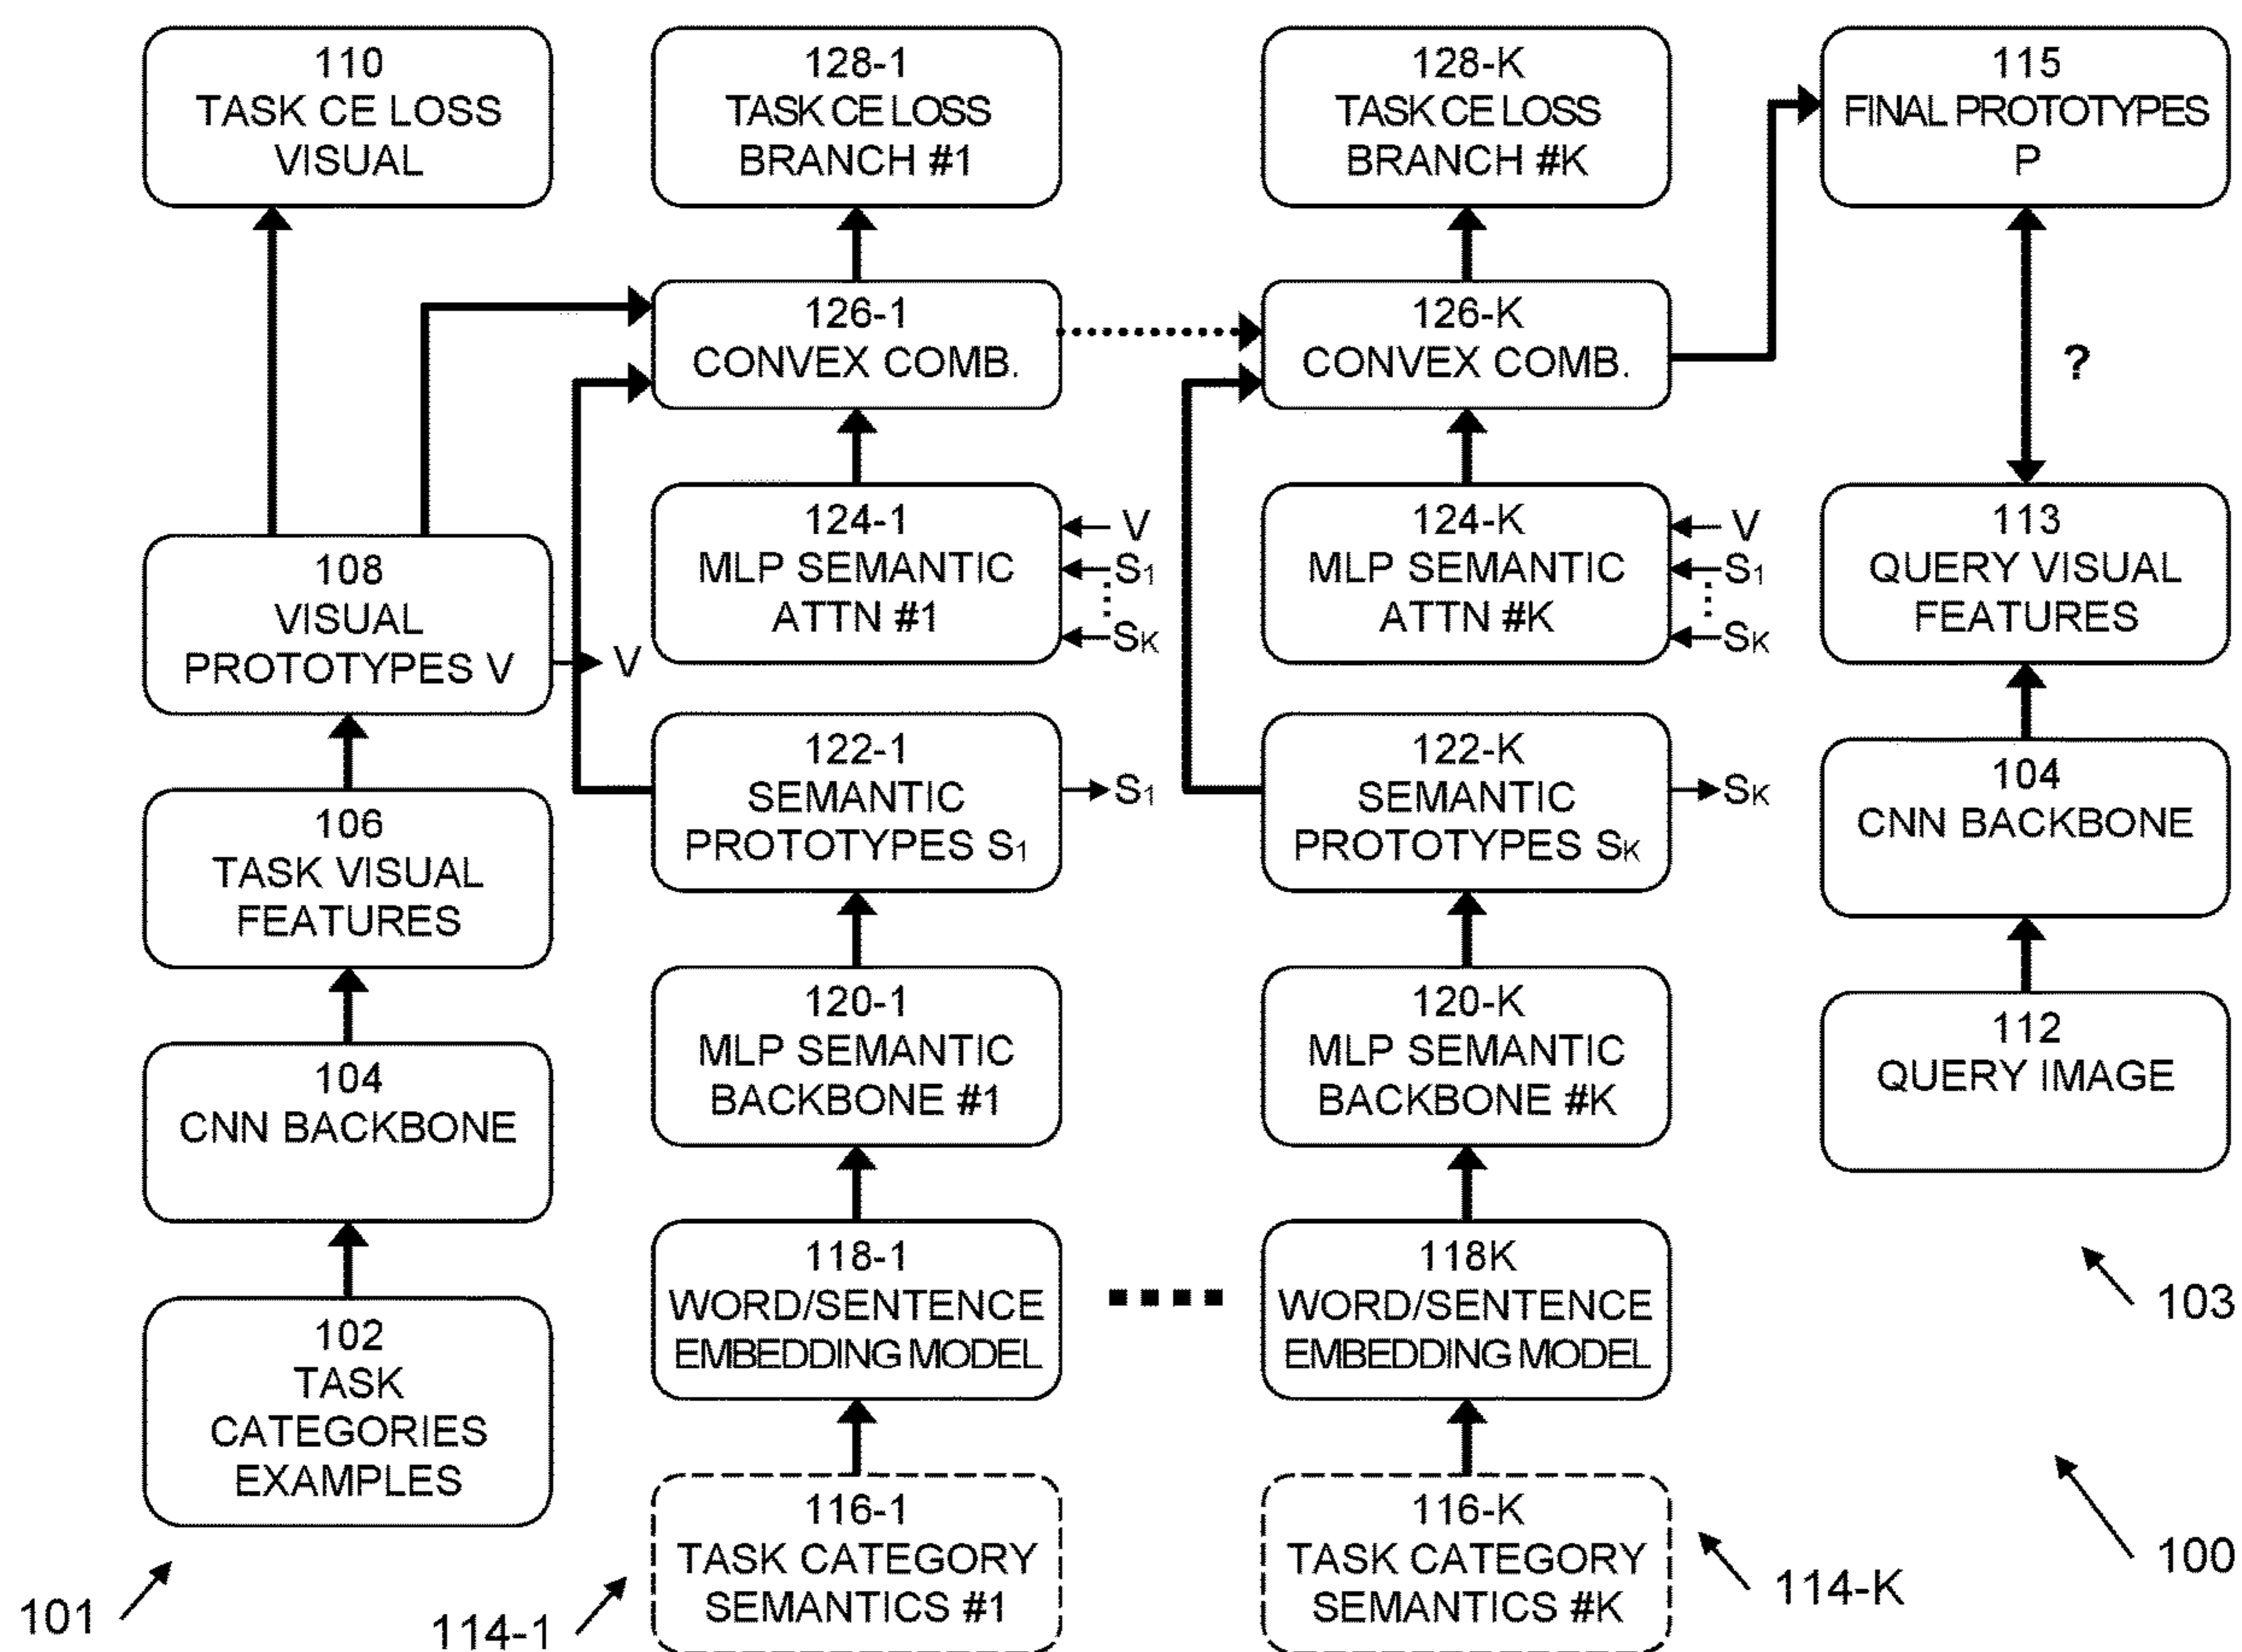 110
TASK CE LOSS
VISUAL
128-1
TASK CE LOSS
BRANCH #1
128-K
TASK CE LOSS
BRANCH #K
115
FINAL PROTOTYPES
P
126-1
CONVEX COMB.
126-K
CONVEX COMB.
?
108
VISUAL
PROTOTYPES V
V
124-1
MLP SEMANTIC
ATTN #1
V
S1
SK
124-K
MLP SEMANTIC
ATTN #K
V
S1
SK
113
QUERY VISUAL
FEATURES
106
TASK VISUAL
FEATURES
122-1
SEMANTIC
PROTOTYPES S1
S1
122-K
SEMANTIC
PROTOTYPES SK
SK
104
CNN BACKBONE
104
CNN BACKBONE
120-1
MLP SEMANTIC
BACKBONE #1
120-K
MLP SEMANTIC
BACKBONE #K
112
QUERY IMAGE
102
TASK
CATEGORIES
EXAMPLES
118-1
WORD/SENTENCE
EMBEDDING MODEL
118K
WORD/SENTENCE
EMBEDDING MODEL
103
116-1
TASK CATEGORY
SEMANTICS #1
116-K
TASK CATEGORY
SEMANTICS #K
100
101
114-1
114-K